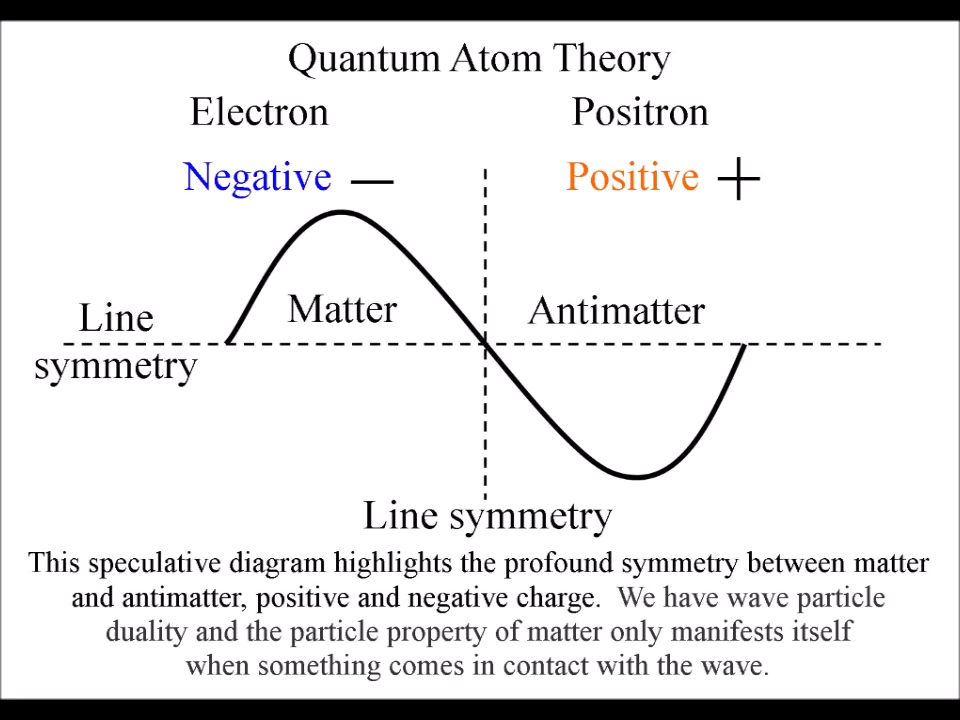 Quantum Atom Theory
Electron
Positron
Negative —
Positive +
Matter
Antimatter
Line
symmetry
Line symmetry
This speculative diagram highlights the profound symmetry between matter
and antimatter, positive and negative charge. We have wave particle
duality and the particle property of matter only manifests itself
when something comes in contact with the wave.